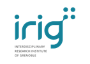 irig
INTERDISCIPLINARY
RESEARCH INSTITUTE
OF GRENOBLE